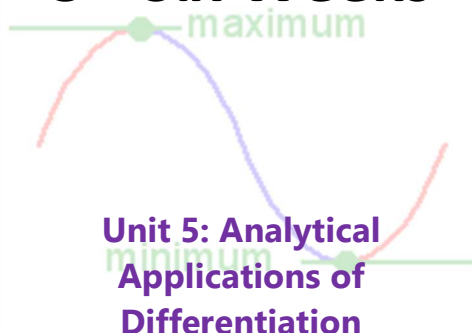 maximum
Unit 5: Analytical
minimum
Applications of
Differentiation